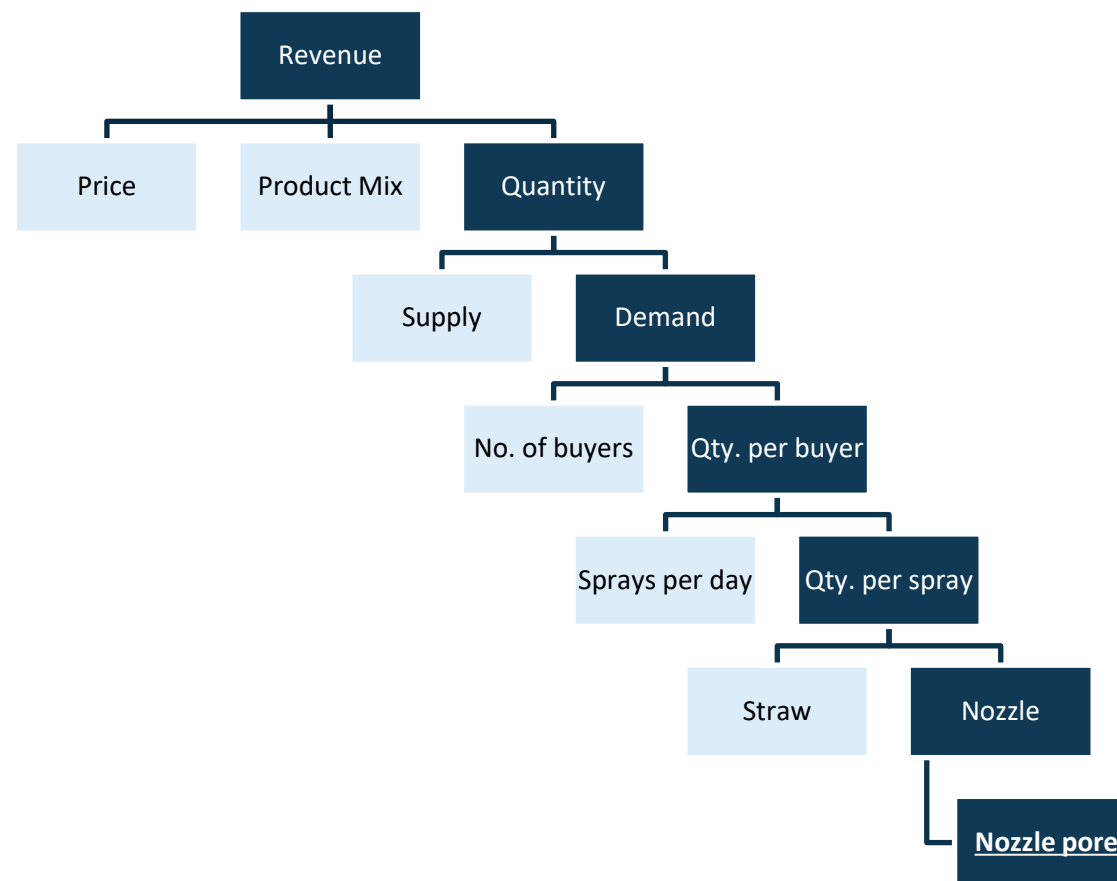 Revenue
Price
Product Mix
Quantity
Supply
Demand
No. of buyers
Qty. per buyer
Sprays per day
Qty. per spray
Straw
Nozzle
Nozzle pore